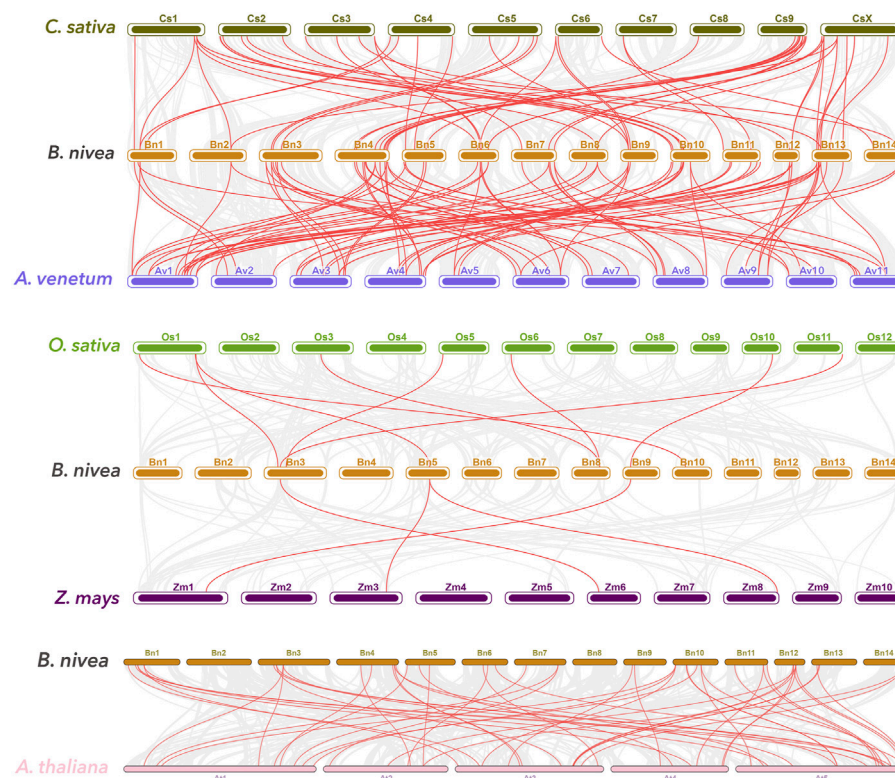 Cs1 Cs2 Cs3 Cs4 Cs5 Cs6 Cs7 Cs8 Cs9 CsX
C. sativa
Bn1 Bn2 Bn3 Bn4 Bn5 Bn6 Bn7 Bn8 Bn9 Bn10 Bn11 Bn12 Bn13 Bn14
B. nivea
Av1 Av2 Av3 Av4 Av5 Av6 Av7 Av8 Av9 Av10 Av11
A. venetum
Os1 Os2 Os3 Os4 Os5 Os6 Os7 Os8 Os9 Os10 Os11 Os12
O. sativa
Bn1 Bn2 Bn3 Bn4 Bn5 Bn6 Bn7 Bn8 Bn9 Bn10 Bn11 Bn12 Bn13 Bn14
B. nivea
Zm1 Zm2 Zm3 Zm4 Zm5 Zm6 Zm7 Zm8 Zm9 Zm10
Z. mays
Bn1 Bn2 Bn3 Bn4 Bn5 Bn6 Bn7 Bn8 Bn9 Bn10 Bn11 Bn12 Bn13 Bn14
B. nivea
A. thaliana